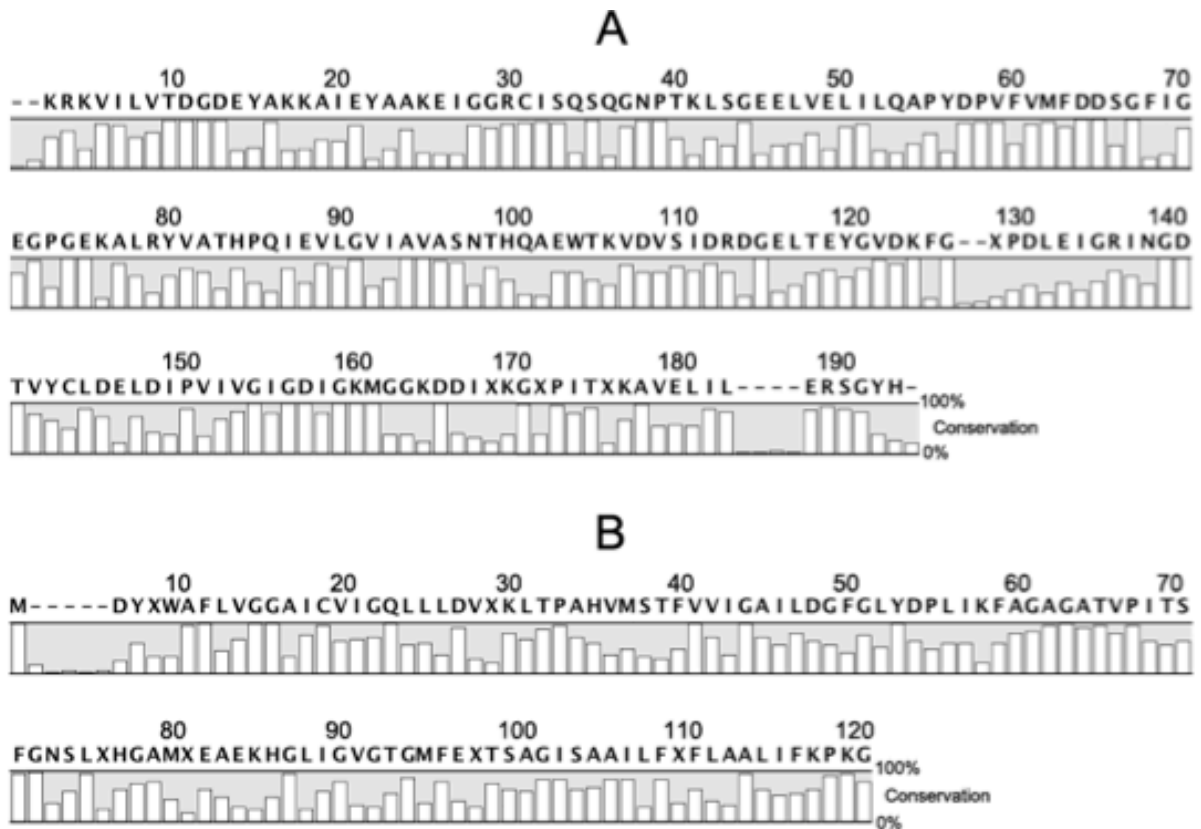 A
10 20 30 40 50 60 70
--KRKVILVTDGDEYAKKAIEYAAKEIGGRCISQSQGNPTKLSGEELVELILQAPYDPVFVMFDDSGFIG
80 90 100 110 120 130 140
EGPGEKALRYVATHPQIEVLGVIAVASNTHQAEWTKVDVSIDRDGELTEYGVDKFG--XPDLEIGRINGD
150 160 170 180 190
TVYCLDELDIPVIVGIGDIGKMGGKDDIXKGXPITXKAVELIL----ERSGYH-
100%
Conservation
0%
B
10 20 30 40 50 60 70
M-----DYXWAFLVGGAICVIGQLLLDVXKLTPAHVMSTFVVIGAILDGFGLYDPLIKFAGAGATVPITS
80 90 100 110 120
FGNSLXHGAMXEAEKHGLIGVGTGMFEXTSAGISAAILFXFLAALIFKPKG
100%
Conservation
0%